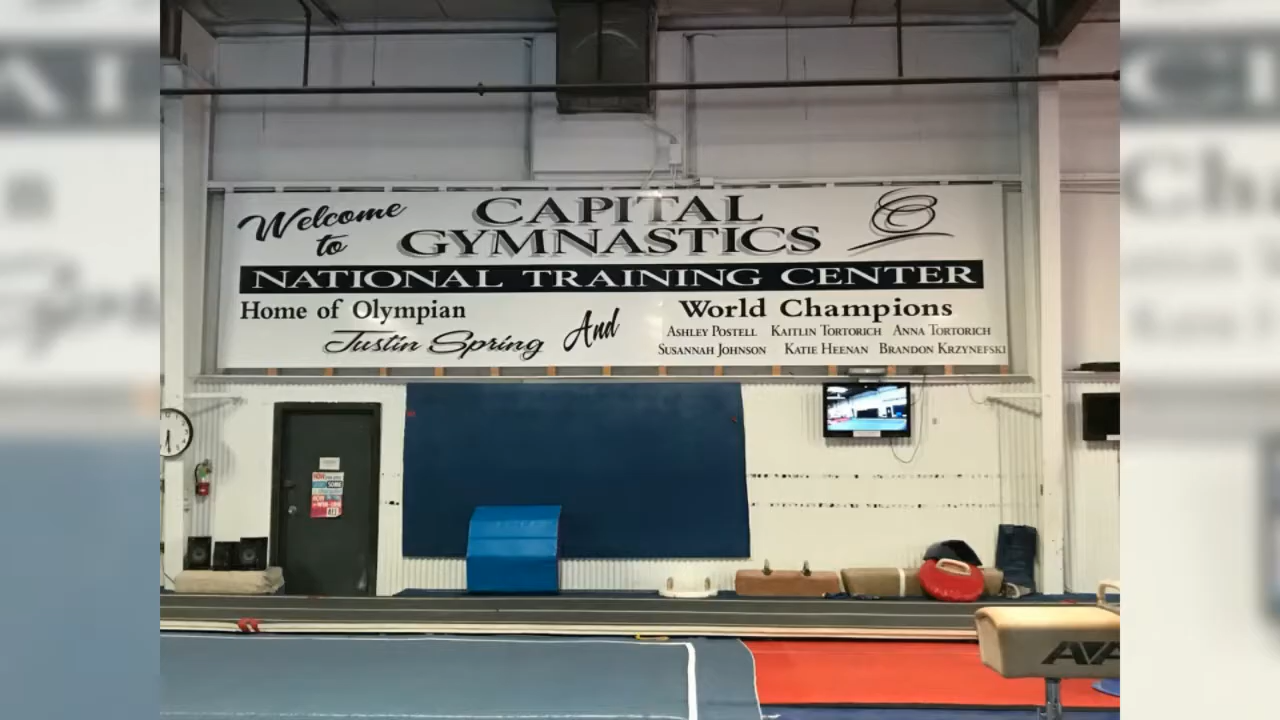 Welcome to
CAPITAL
GYMNASTICS
NATIONAL TRAINING CENTER
Home of Olympian
Justin Spring
And
World Champions
ASHLEY POSTELL KAITLIN TORTORICH ANNA TORTORICH
SUSANNAH JOHNSON KATIE HEENAN BRANDON KRZYNEFSKI